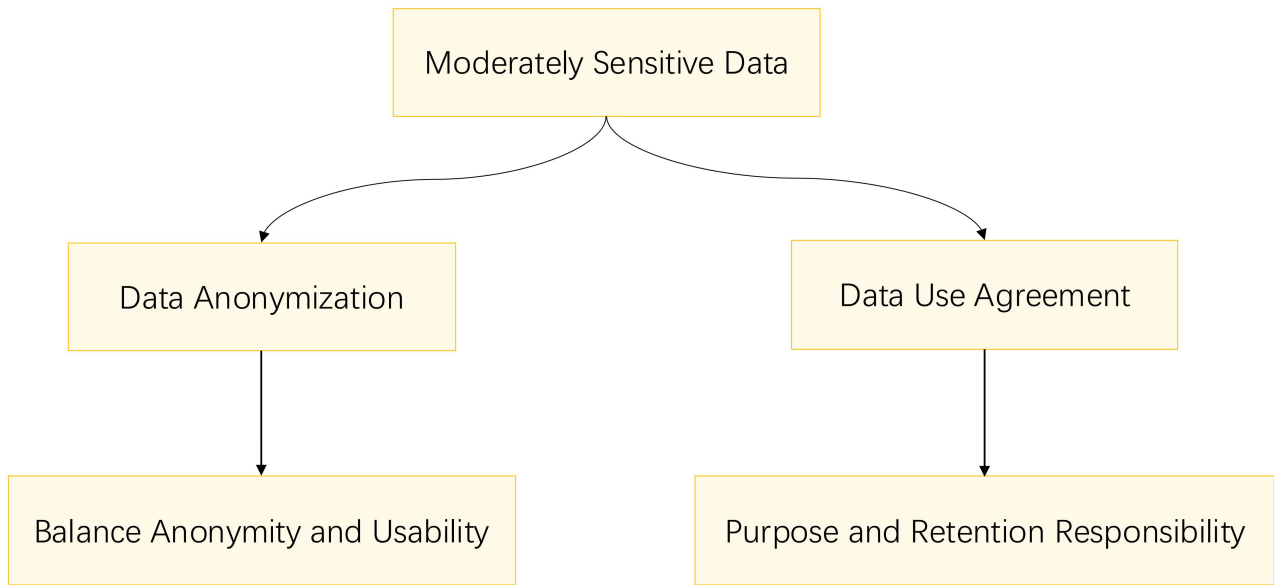 Moderately Sensitive Data
Data Anonymization
Data Use Agreement
Balance Anonymity and Usability
Purpose and Retention Responsibility